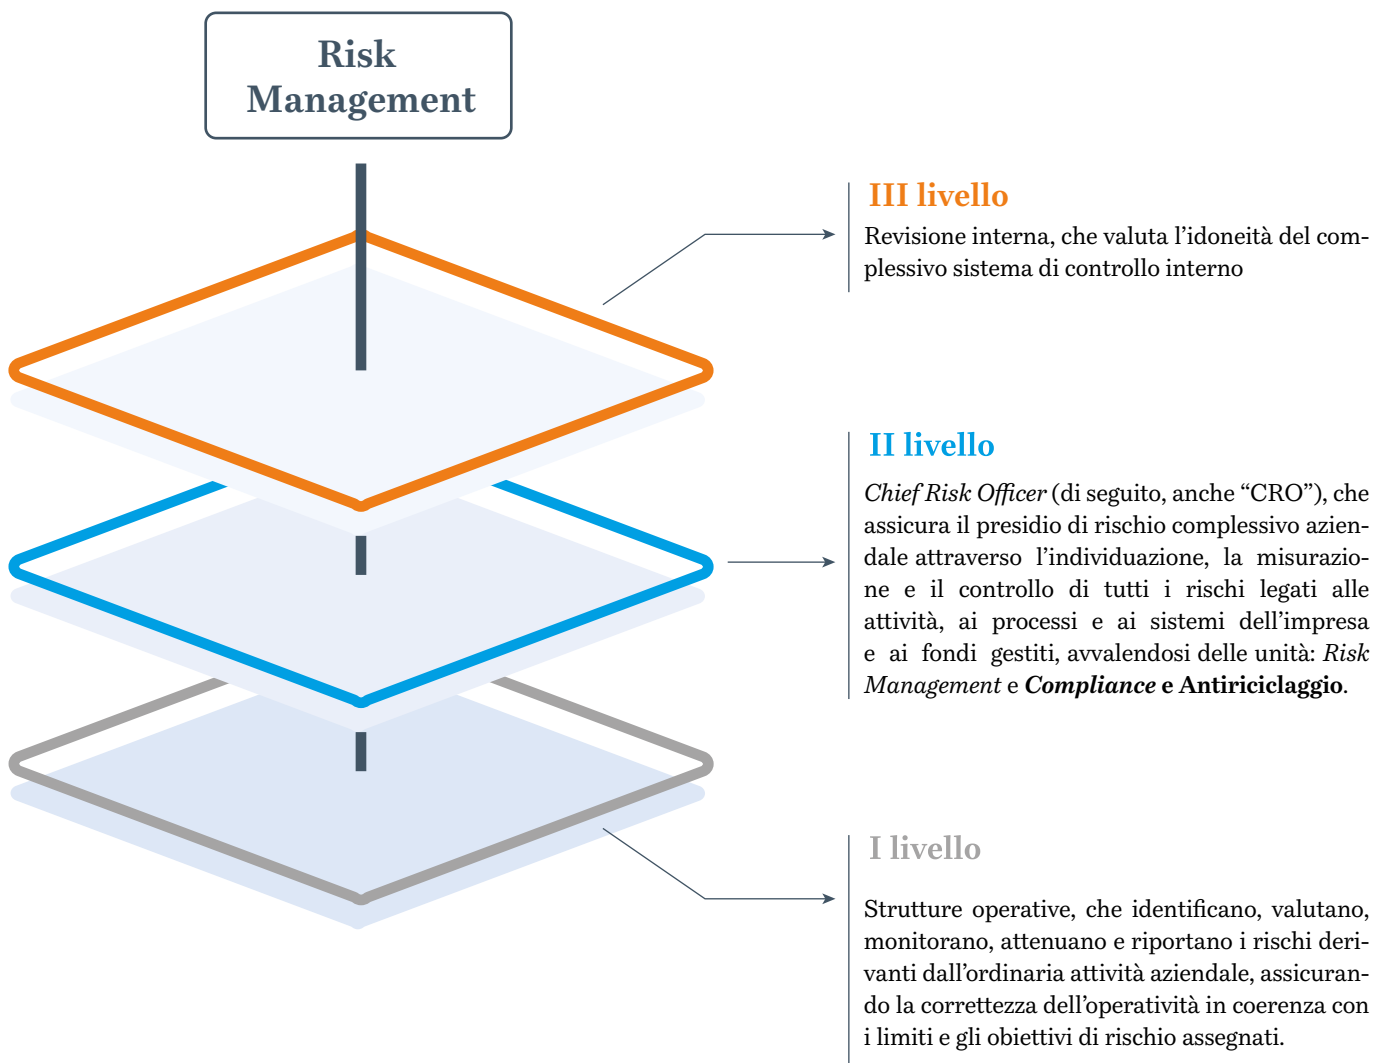 Risk
Management
III livello
Revisione interna, che valuta l'idoneità del com-
plessivo sistema di controllo interno
II livello
Chief Risk Officer (di seguito, anche “CRO”), che
assicura il presidio di rischio complessivo azien-
dale attraverso l'individuazione, la misurazio-
ne e il controllo di tutti i rischi legati alle
attività, ai processi e ai sistemi dell'impresa
e ai fondi gestiti, avvalendosi delle unità: Risk
Management e Compliance e Antiriciclaggio.
I livello
Strutture operative, che identificano, valutano,
monitorano, attenuano e riportano i rischi deri-
vanti dall'ordinaria attività aziendale, assicuran-
do la correttezza dell'operatività in coerenza con
i limiti e gli obiettivi di rischio assegnati.